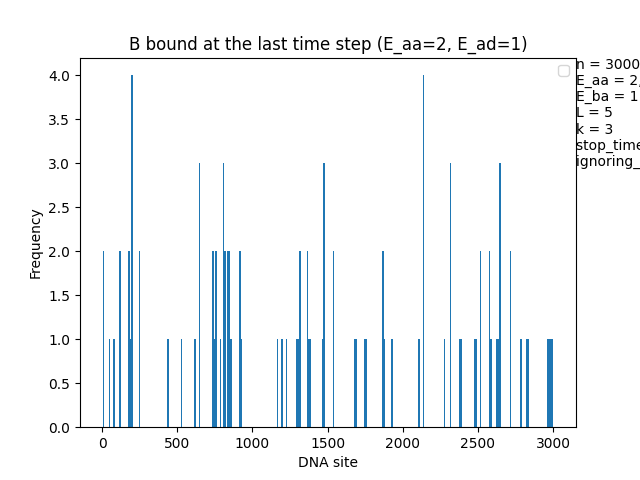 B bound at the last time step (E_aa=2, E_ad=1)
n = 3000
E_aa = 2,
E_ba = 1
L = 5
k = 3
stop_time
ignoring_
4.0
3.5
3.0
2.5
2.0
1.5
1.0
0.5
0.0
Frequency
0 500 1000 1500 2000 2500 3000
DNA site